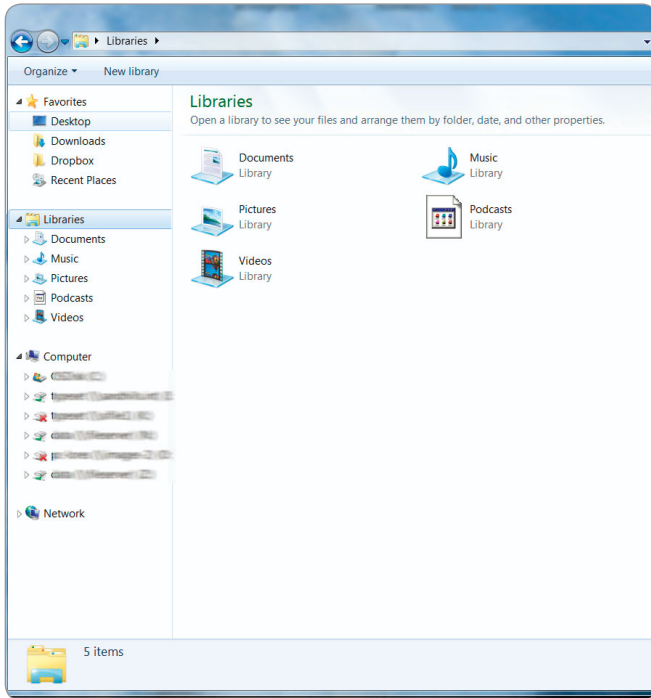 Libraries
Organize New library
Favorites
Desktop
Downloads
Dropbox
Recent Places
Libraries
Documents
Music
Pictures
Podcasts
Videos
Computer
Network
Libraries
Open a library to see your files and arrange them by folder, date, and other properties.
Documents
Library
Music
Library
Pictures
Library
Podcasts
Library
Videos
Library
5 items